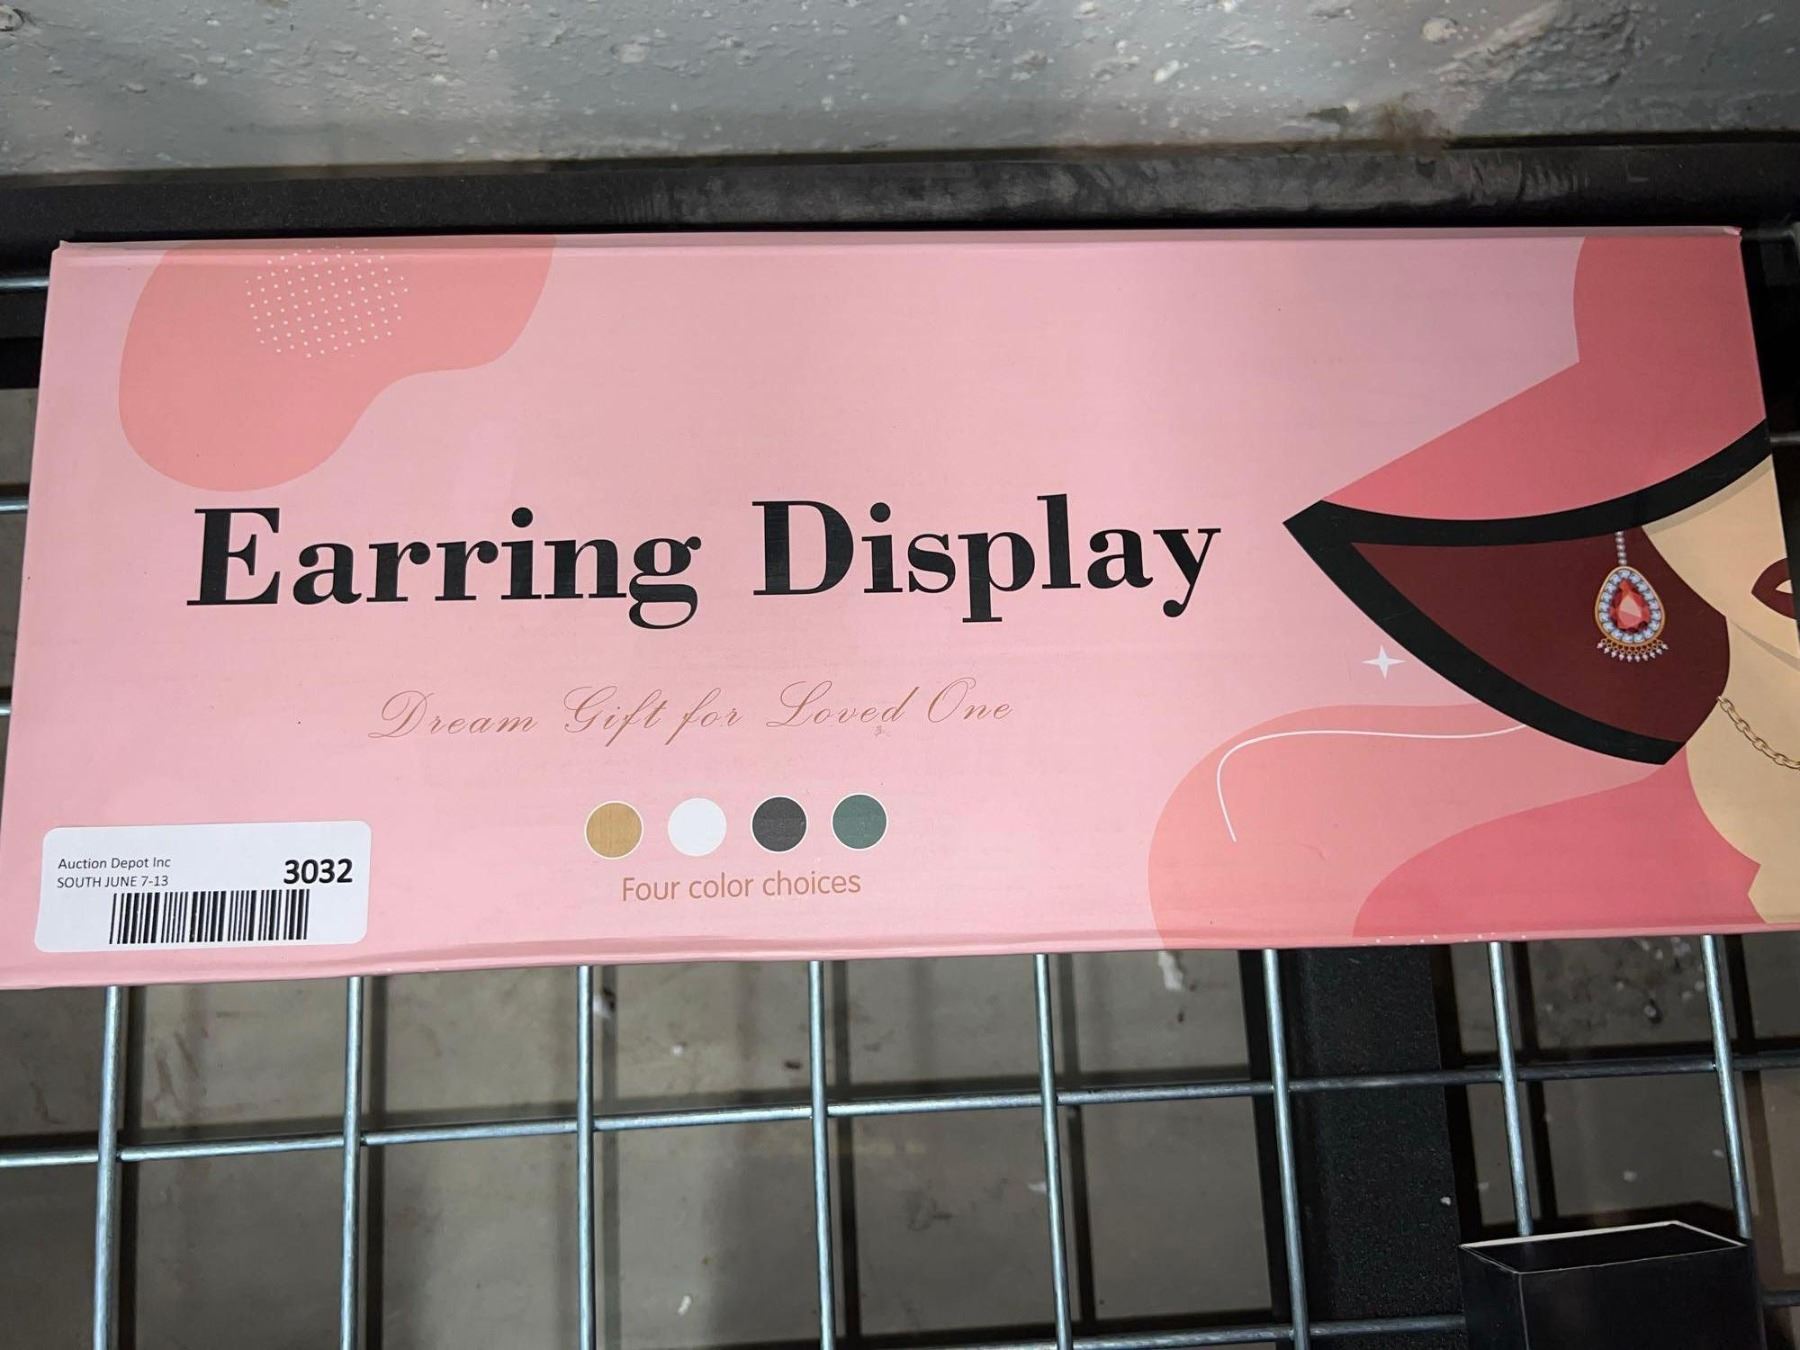 Earring Display
Dream Gift for Loved One
Four color choices
Auction Depot Inc
SOUTH JUNE 7-13
3032